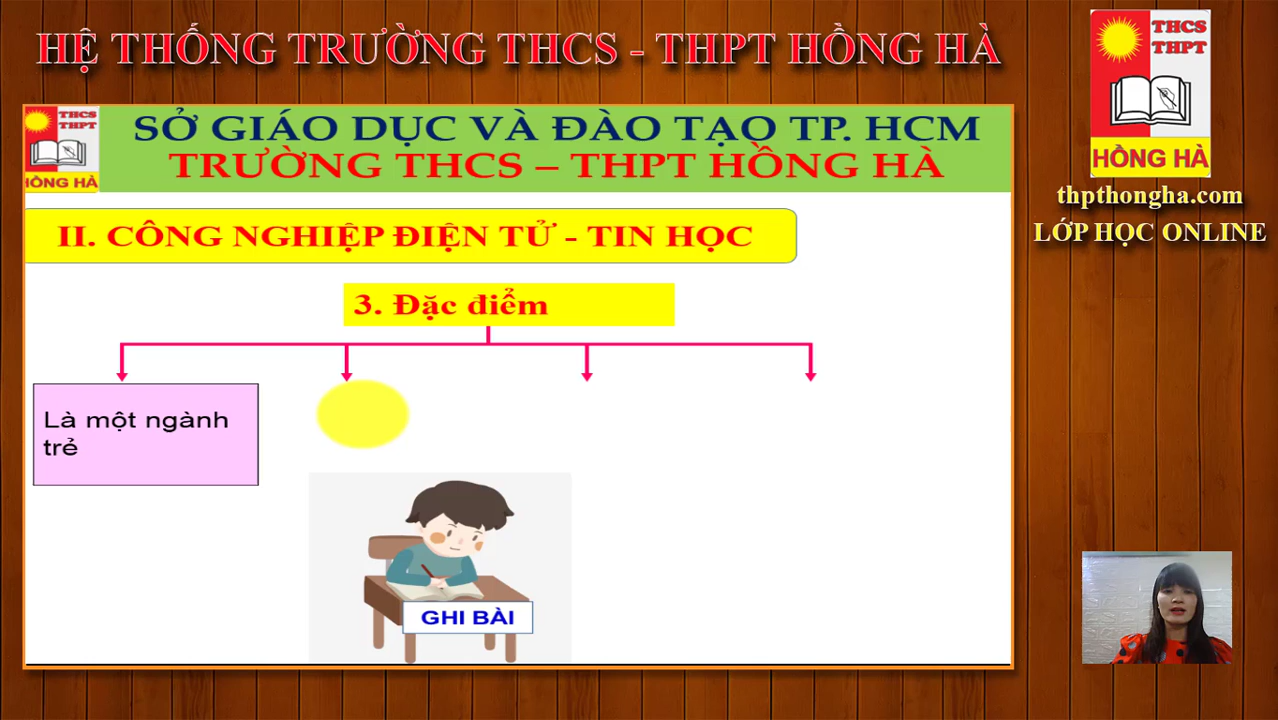 HỆ THỐNG TRƯỜNG THCS - THPT HỒNG HÀ
THCS
THPT
HỒNG HÀ
thpthongha.com
LỚP HỌC ONLINE
THCS
THPT
HỒNG HÀ
SỞ GIÁO DỤC VÀ ĐÀO TẠO TP. HCM
TRƯỜNG THCS – THPT HỒNG HÀ
II. CÔNG NGHIỆP ĐIỆN TỬ - TIN HỌC
3. Đặc điểm
Là một ngành
trẻ
GHI BÀI